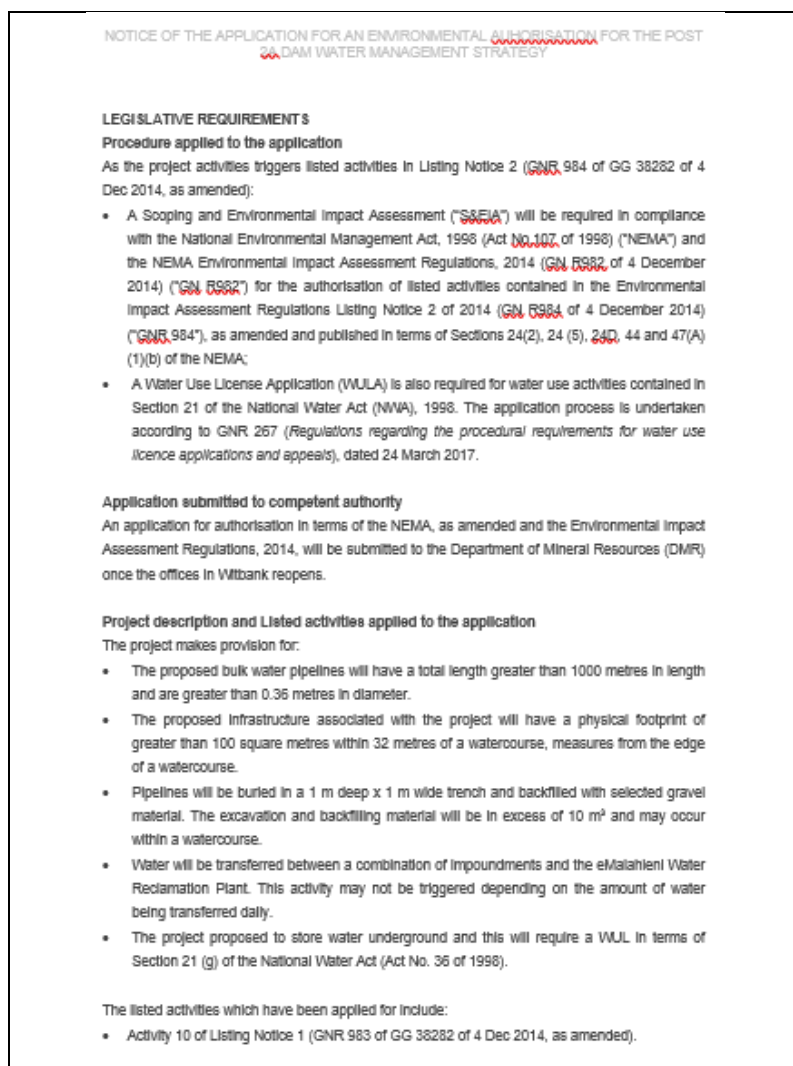 NOTICE OF THE APPLICATION FOR AN ENVIRONMENTAL AUHORISATION FOR THE POST
2A DAM WATER MANAGEMENT STRATEGY
LEGISLATIVE REQUIREMENTS
Procedure applied to the application
As the project activities triggers listed activities in Listing Notice 2 (GNR 984 of GG 38282 of 4
Dec 2014, as amended):
• A Scoping and Environmental Impact Assessment ("S&EIA") will be required in compliance
with the National Environmental Management Act, 1998 (Act No.107 of 1998) ("NEMA") and
the NEMA Environmental Impact Assessment Regulations, 2014 (GN R982 of 4 December
2014) ("GN R982") for the authorisation of listed activities contained in the Environmental
Impact Assessment Regulations Listing Notice 2 of 2014 (GN R984 of 4 December 2014)
("GNR 984"), as amended and published in terms of Sections 24(2), 24 (5), 24D, 44 and 47(A)
(1)(b) of the NEMA;
• A Water Use License Application (WULA) is also required for water use activities contained in
Section 21 of the National Water Act (NWA), 1998. The application process is undertaken
according to GNR 267 (Regulations regarding the procedural requirements for water use
licence applications and appeals), dated 24 March 2017.
Application submitted to competent authority
An application for authorisation in terms of the NEMA, as amended and the Environmental Impact
Assessment Regulations, 2014, will be submitted to the Department of Mineral Resources (DMR)
once the offices in Witbank reopens.
Project description and Listed activities applied to the application
The project makes provision for:
• The proposed bulk water pipelines will have a total length greater than 1000 metres in length
and are greater than 0.36 metres in diameter.
• The proposed infrastructure associated with the project will have a physical footprint of
greater than 100 square metres within 32 metres of a watercourse, measures from the edge
of a watercourse.
• Pipelines will be buried in a 1 m deep x 1 m wide trench and backfilled with selected gravel
material. The excavation and backfilling material will be in excess of 10 m³ and may occur
within a watercourse.
• Water will be transferred between a combination of impoundments and the eMalahleni Water
Reclamation Plant. This activity may not be triggered depending on the amount of water
being transferred daily.
• The project proposed to store water underground and this will require a WUL in terms of
Section 21 (g) of the National Water Act (Act No. 36 of 1998).
The listed activities which have been applied for include:
• Activity 10 of Listing Notice 1 (GNR 983 of GG 38282 of 4 Dec 2014, as amended).